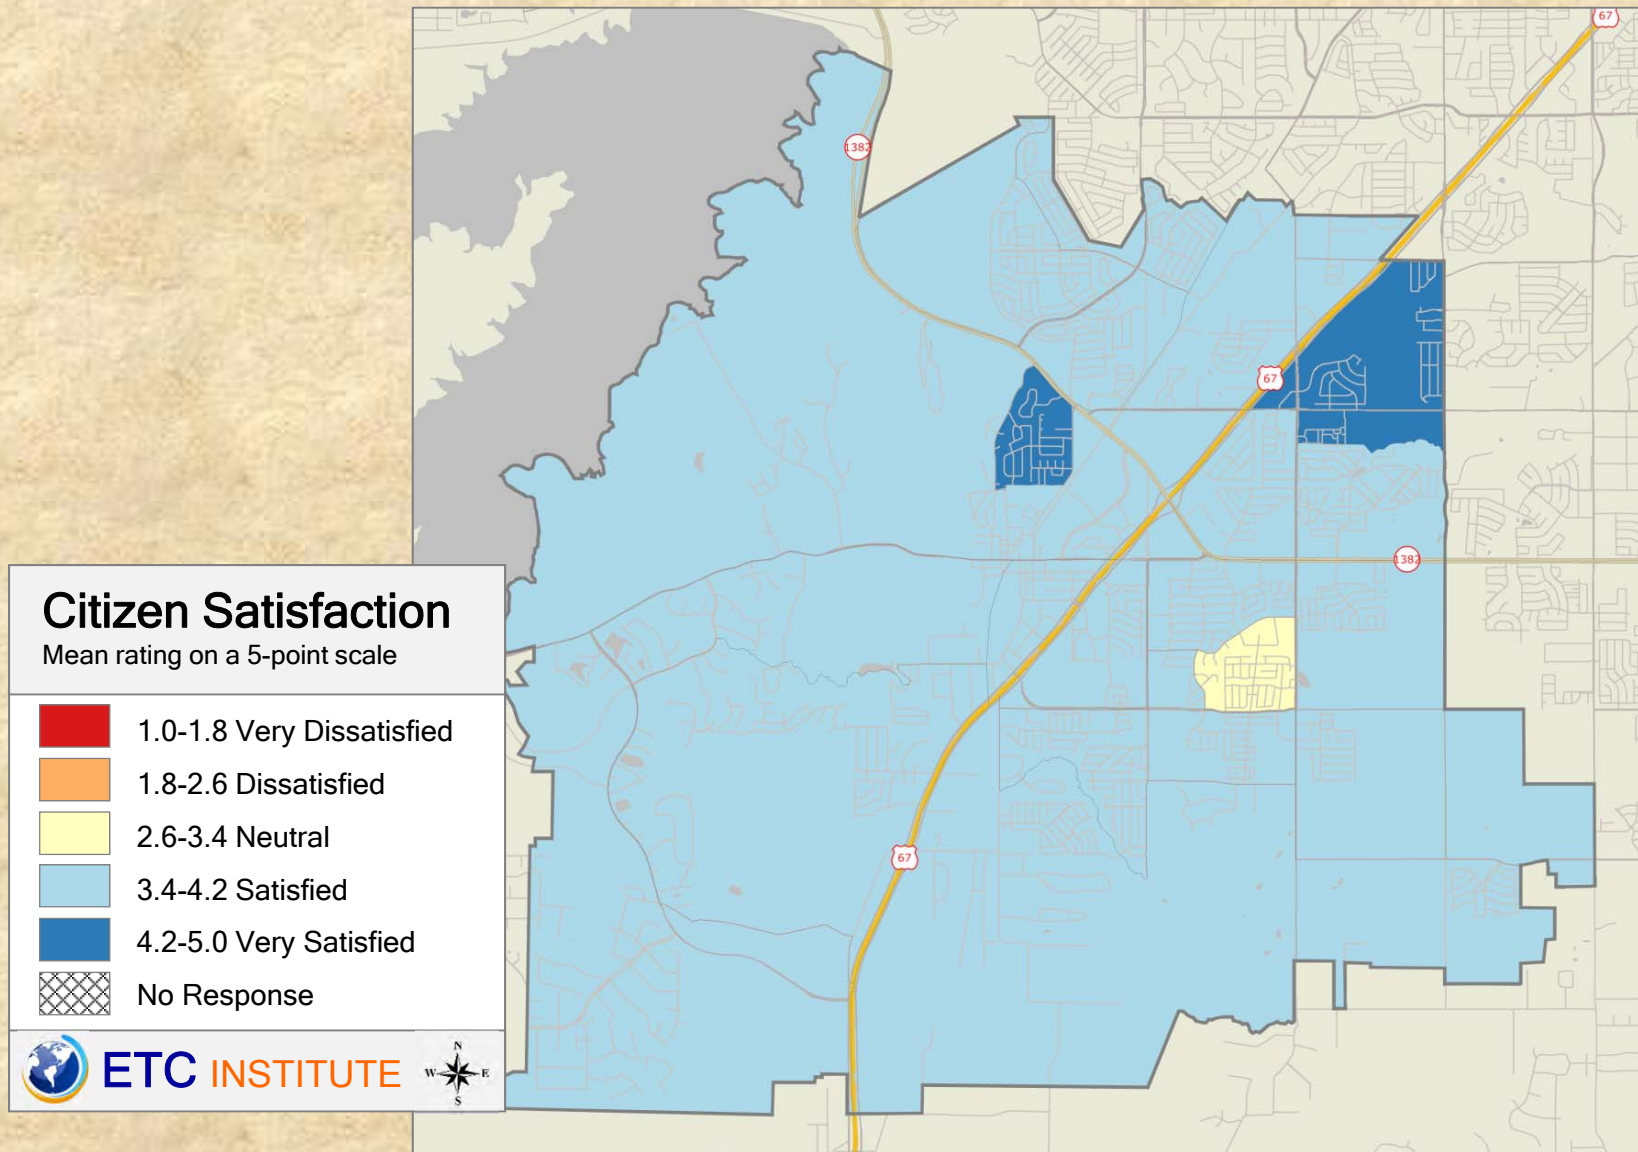 67
1382
67
1382
67
Citizen Satisfaction
Mean rating on a 5-point scale
1.0-1.8 Very Dissatisfied
1.8-2.6 Dissatisfied
2.6-3.4 Neutral
3.4-4.2 Satisfied
4.2-5.0 Very Satisfied
No Response
ETC INSTITUTE
N
W E
S